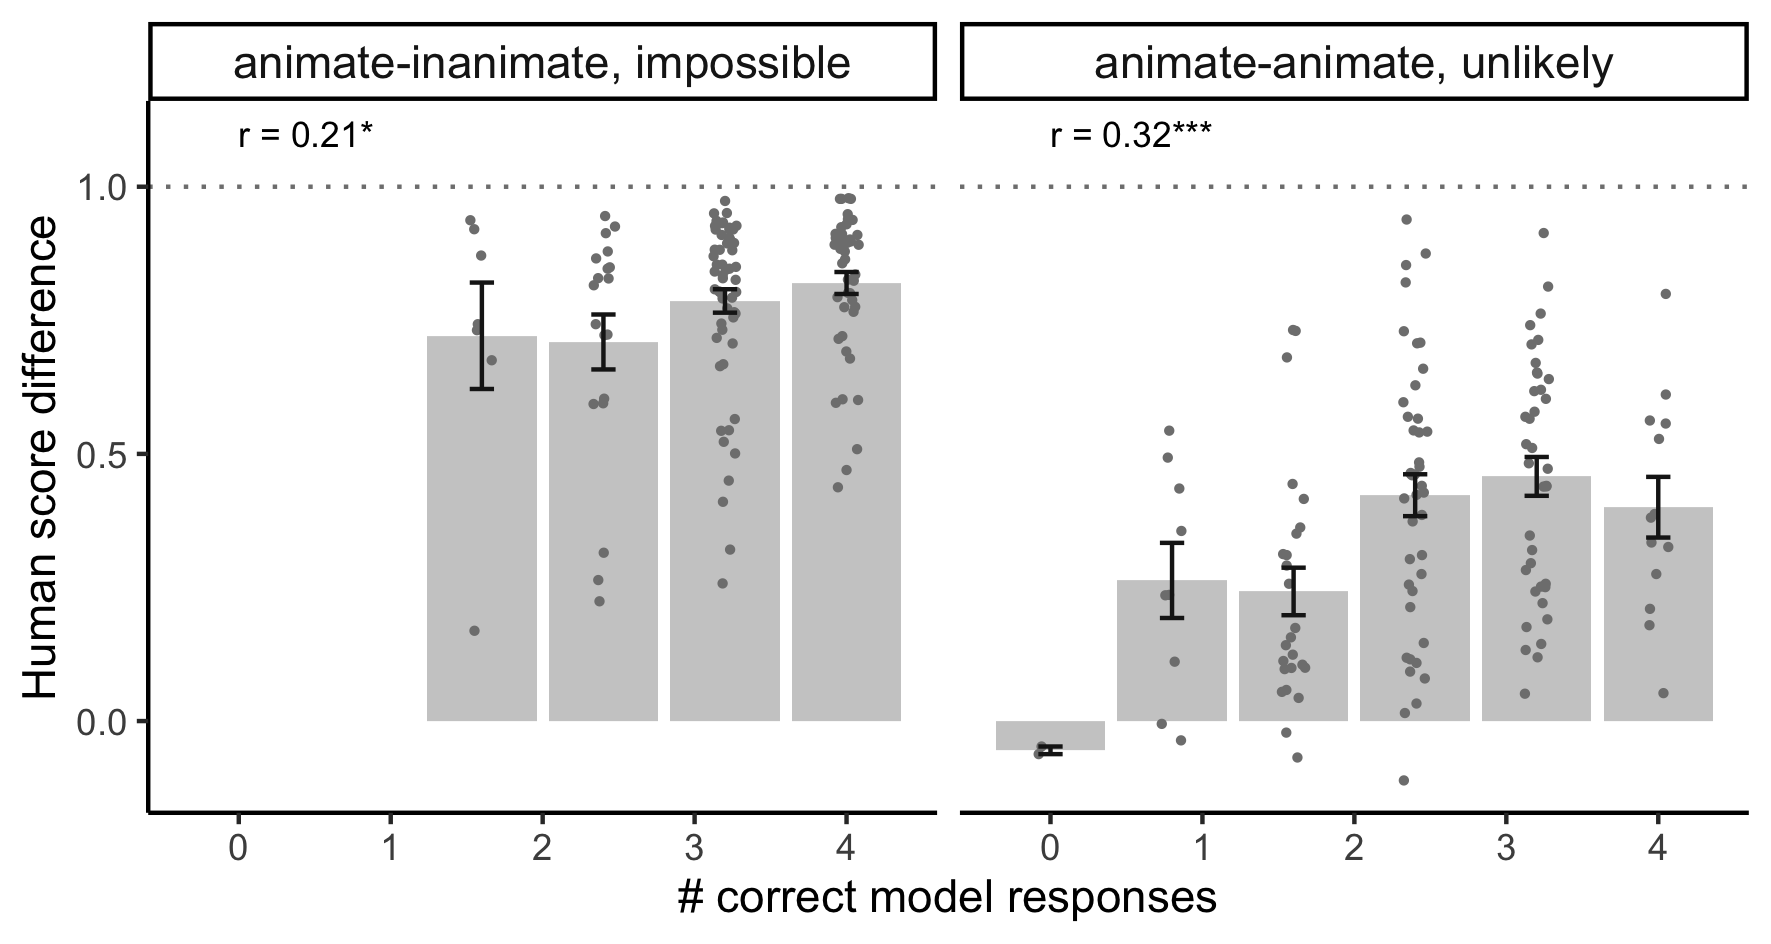 animate-inanimate, impossible
animate-animate, unlikely
r = 0.21*
r = 0.32***
1.0
0.5
0.0
Human score difference
0 1 2 3 4
0 1 2 3 4
# correct model responses